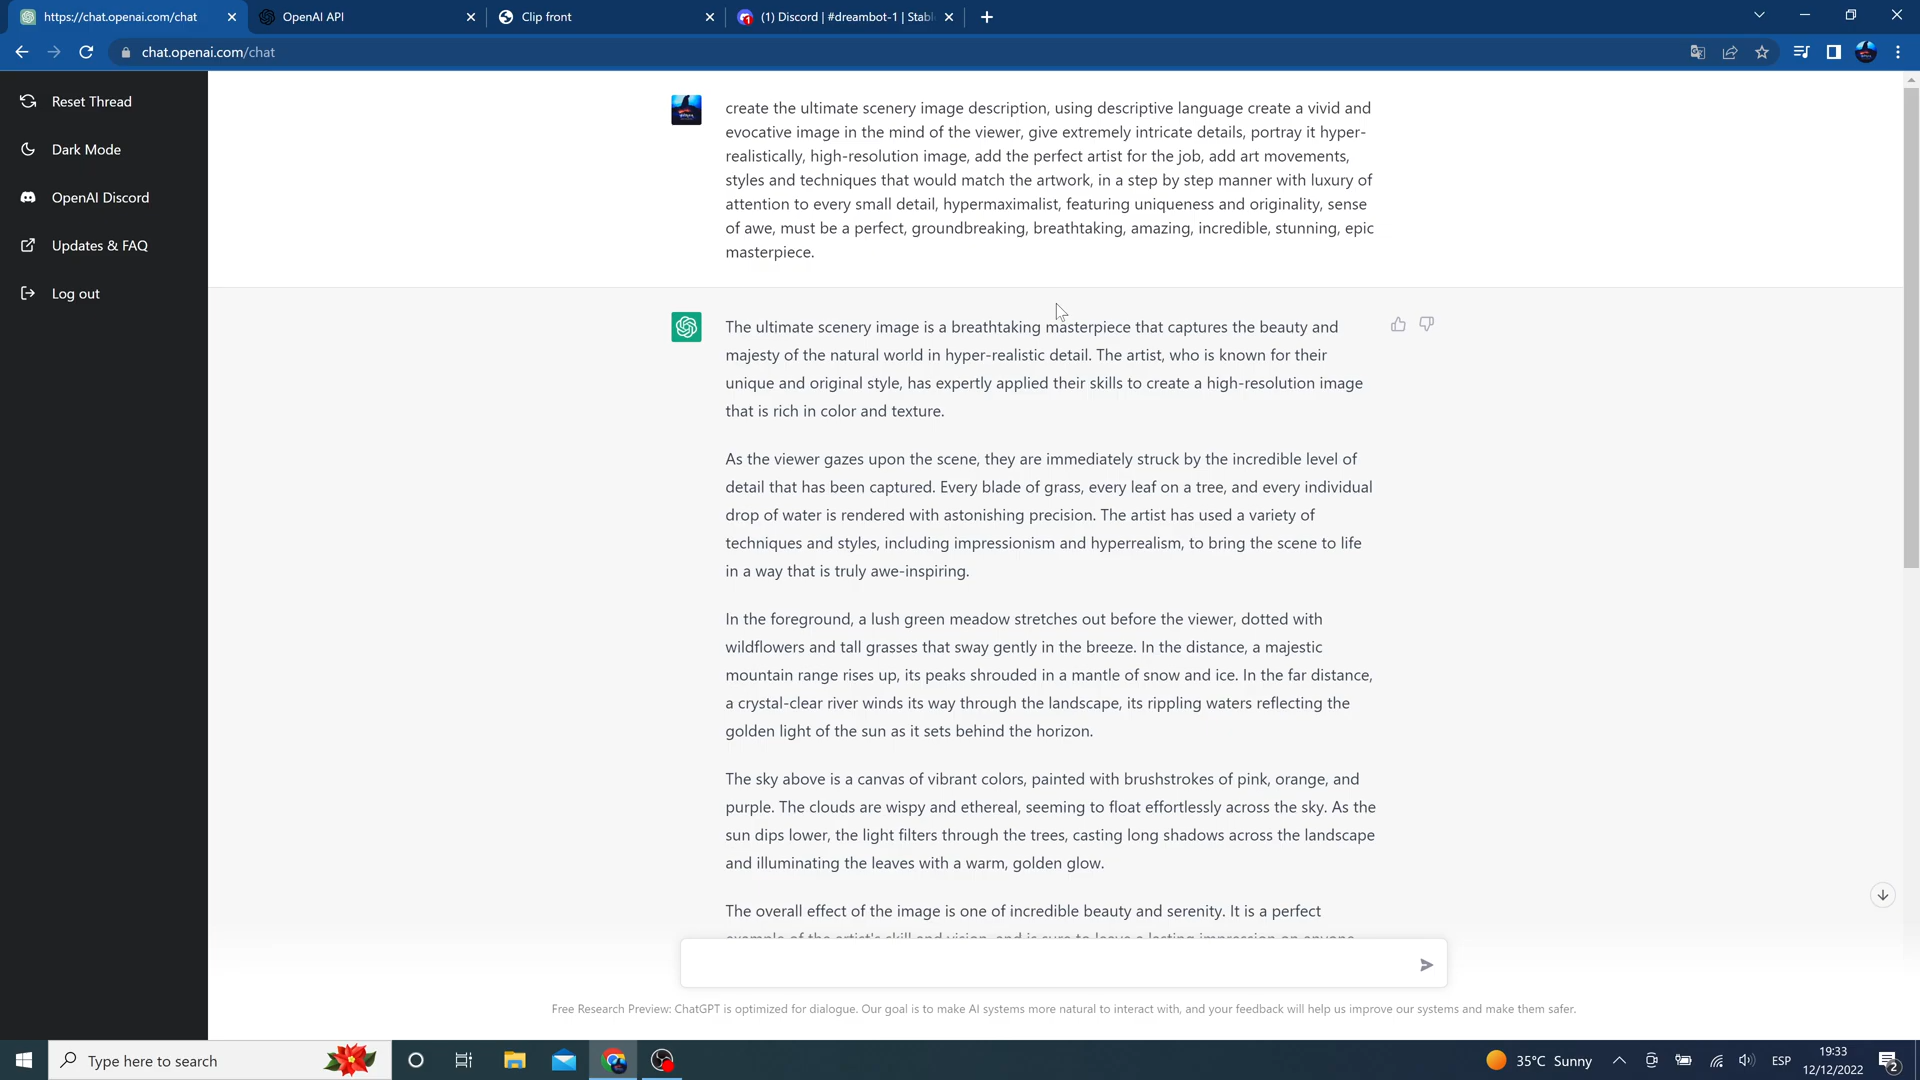 https://chat.openai.com/chat
OpenAI API
Clip front
(1) Discord | #dreambot-1 | Stabl
chat.openai.com/chat
Reset Thread
Dark Mode
OpenAI Discord
Updates & FAQ
Log out
create the ultimate scenery image description, using descriptive language create a vivid and
evocative image in the mind of the viewer, give extremely intricate details, portray it hyper-
realistically, high-resolution image, add the perfect artist for the job, add art movements,
styles and techniques that would match the artwork, in a step by step manner with luxury of
attention to every small detail, hypermaximalist, featuring uniqueness and originality, sense
of awe, must be a perfect, groundbreaking, breathtaking, amazing, incredible, stunning, epic
masterpiece.
The ultimate scenery image is a breathtaking masterpiece that captures the beauty and
majesty of the natural world in hyper-realistic detail. The artist, who is known for their
unique and original style, has expertly applied their skills to create a high-resolution image
that is rich in color and texture.
As the viewer gazes upon the scene, they are immediately struck by the incredible level of
detail that has been captured. Every blade of grass, every leaf on a tree, and every individual
drop of water is rendered with astonishing precision. The artist has used a variety of
techniques and styles, including impressionism and hyperrealism, to bring the scene to life
in a way that is truly awe-inspiring.
In the foreground, a lush green meadow stretches out before the viewer, dotted with
wildflowers and tall grasses that sway gently in the breeze. In the distance, a majestic
mountain range rises up, its peaks shrouded in a mantle of snow and ice. In the far distance,
a crystal-clear river winds its way through the landscape, its rippling waters reflecting the
golden light of the sun as it sets behind the horizon.
The sky above is a canvas of vibrant colors, painted with brushstrokes of pink, orange, and
purple. The clouds are wispy and ethereal, seeming to float effortlessly across the sky. As the
sun dips lower, the light filters through the trees, casting long shadows across the landscape
and illuminating the leaves with a warm, golden glow.
The overall effect of the image is one of incredible beauty and serenity. It is a perfect
example of the artist's skill and vision, and is sure to leave a lasting impression on anyone
Free Research Preview: ChatGPT is optimized for dialogue. Our goal is to make AI systems more natural to interact with, and your feedback will help us improve our systems and make them safer.
Type here to search
35°C Sunny
ESP
19:33
12/12/2022
2